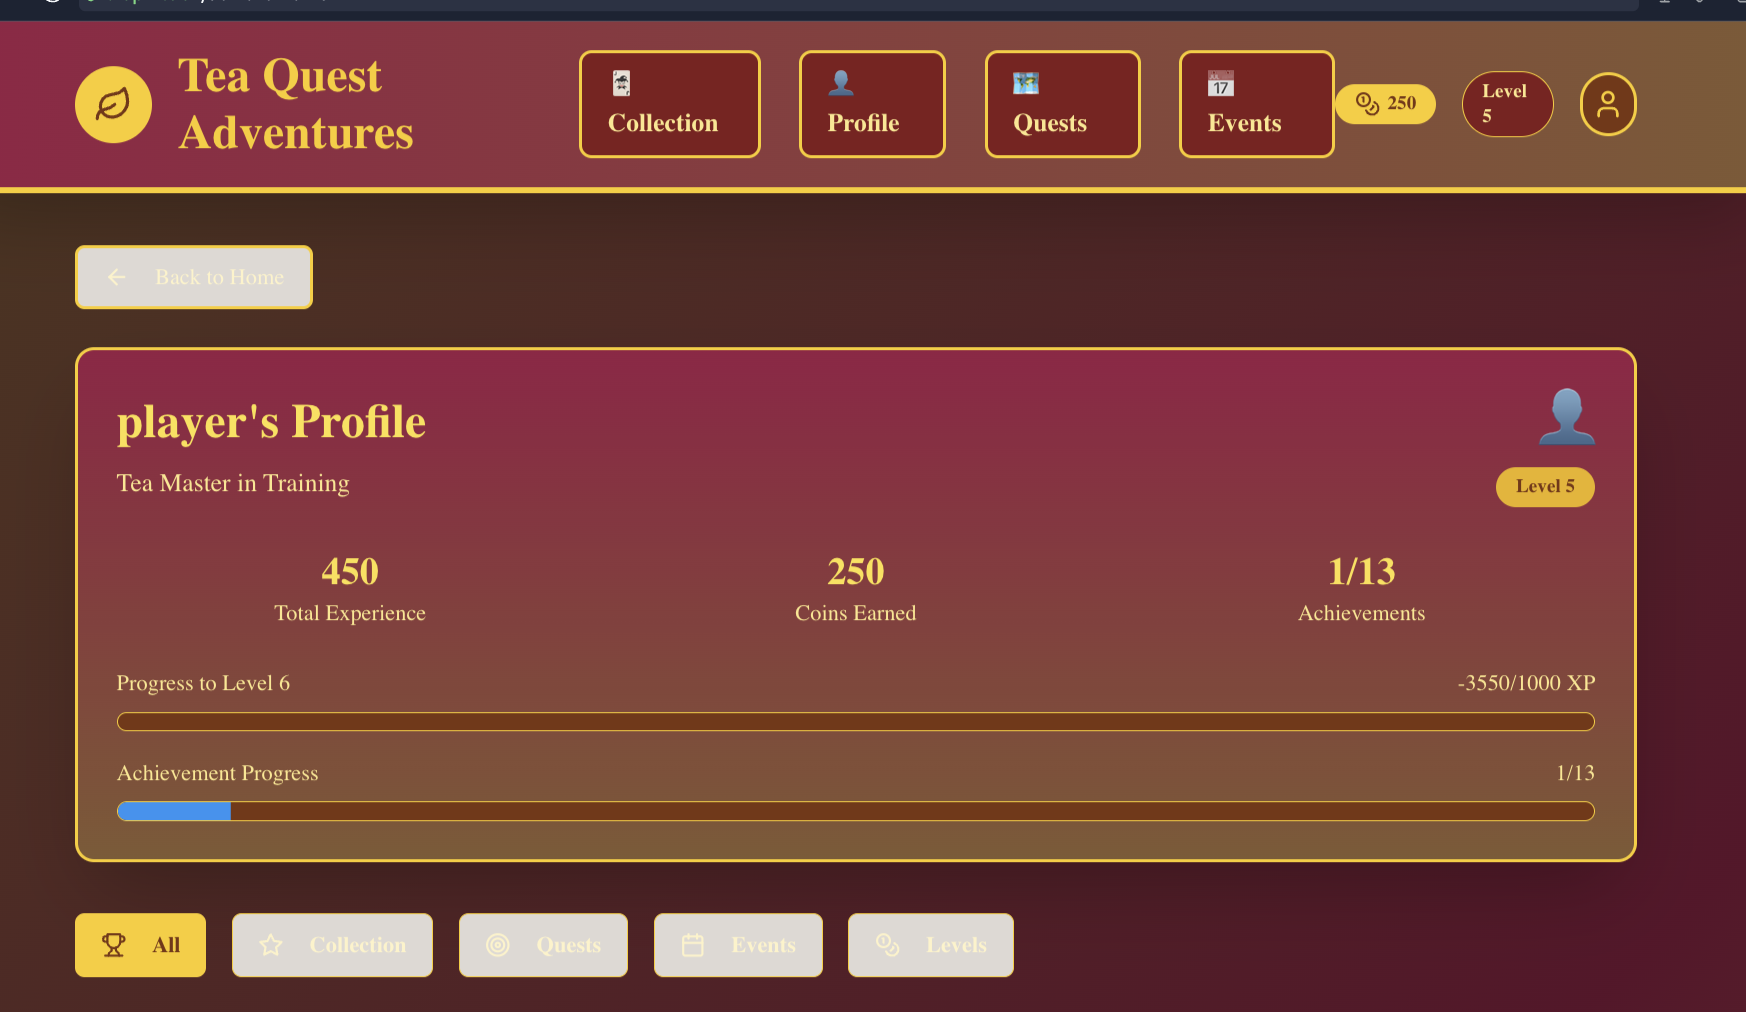 Tea Quest
Adventures
Collection
Profile
Quests
17
Events
250
Level
5
Back to Home
player's Profile
Tea Master in Training
Level 5
450
250
1/13
Total Experience
Coins Earned
Achievements
Progress to Level 6
-3550/1000 XP
Achievement Progress
1/13
All
Collection
Quests
Events
Levels